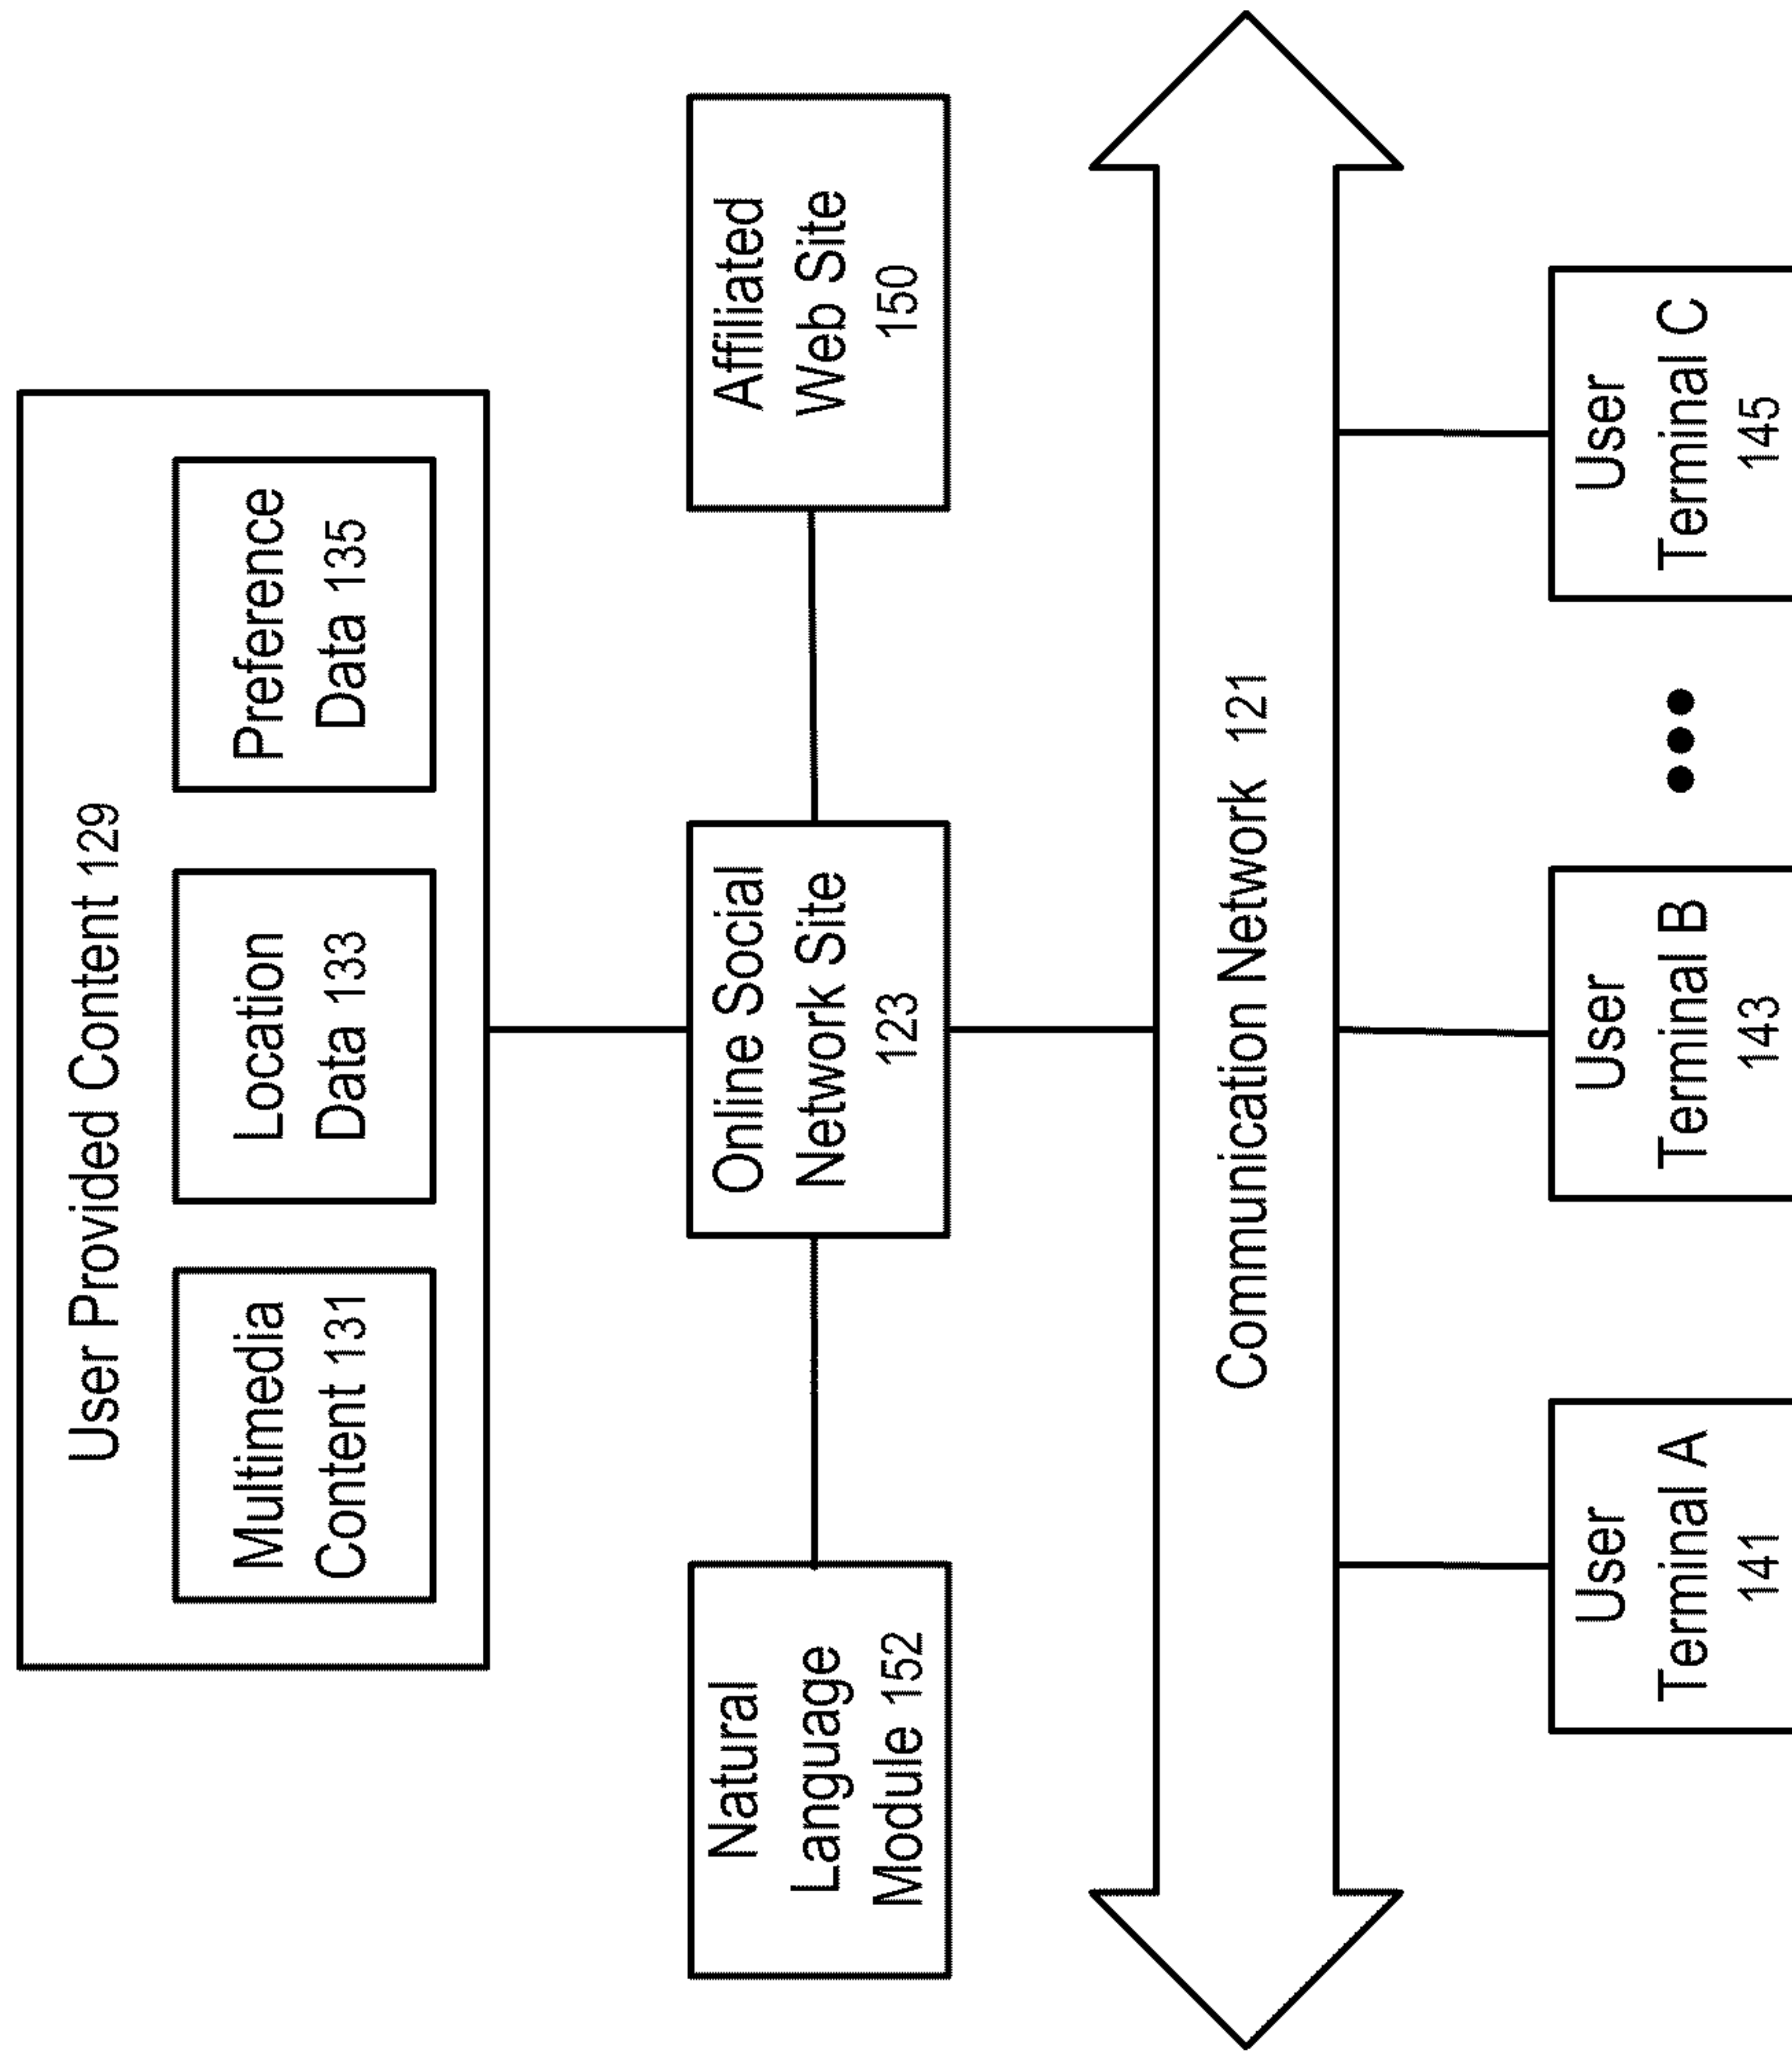 User Provided Content 129
Multimedia
Content 131
Location
Data 133
Preference
Data 135
Natural
Language
Module 152
Online Social
Network Site
123
Affiliated
Web Site
150
Communication Network 121
User
Terminal A
141
User
Terminal B
143
User
Terminal C
145